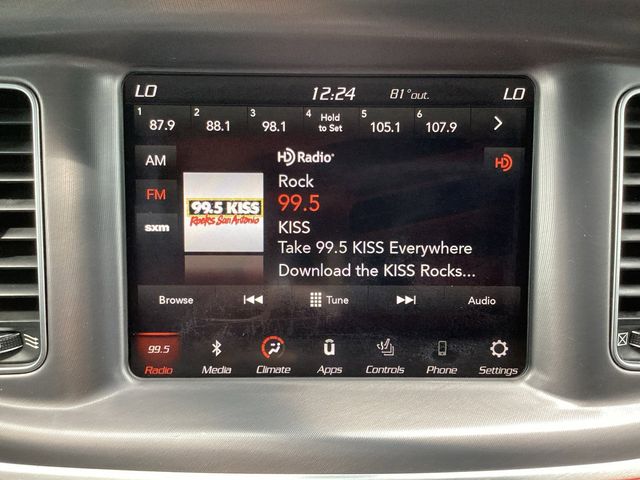 LO 12:24 81°out. LO
1 87.9 2 88.1 3 98.1 4 Hold to Set 5 105.1 6 107.9
AM
HD Radio
HD
Rock
FM
99.5
99.5 KISS
Rocks San Antonio
sxm
KISS
Take 99.5 KISS Everywhere
Download the KISS Rocks...
Browse Tune Audio
99.5 u
Radio Media Climate Apps Controls Phone Settings